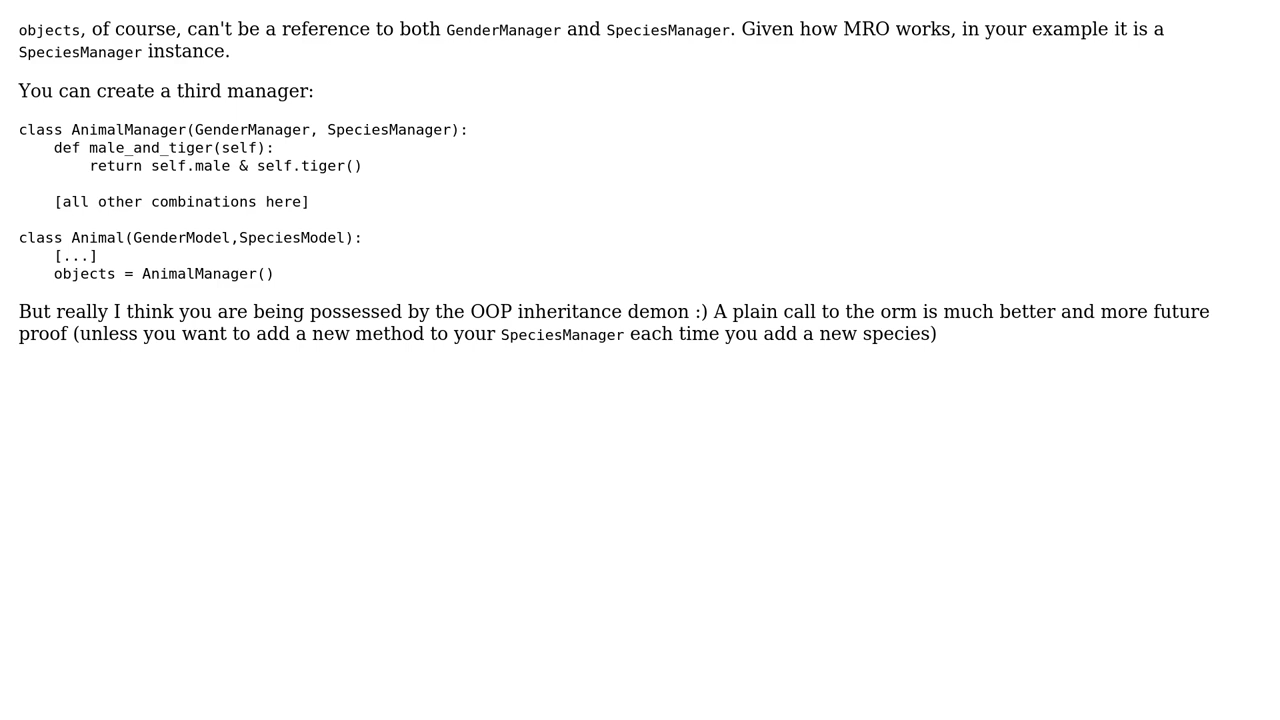 objects, of course, can't be a reference to both GenderManager and SpeciesManager. Given how MRO works, in your example it is a
SpeciesManager instance.
You can create a third manager:
class AnimalManager(GenderManager, SpeciesManager):
    def male_and_tiger(self):
        return self.male & self.tiger()
    [all other combinations here]
class Animal(GenderModel,SpeciesModel):
    [...]
    objects = AnimalManager()
But really I think you are being possessed by the OOP inheritance demon :) A plain call to the orm is much better and more future
proof (unless you want to add a new method to your SpeciesManager each time you add a new species)